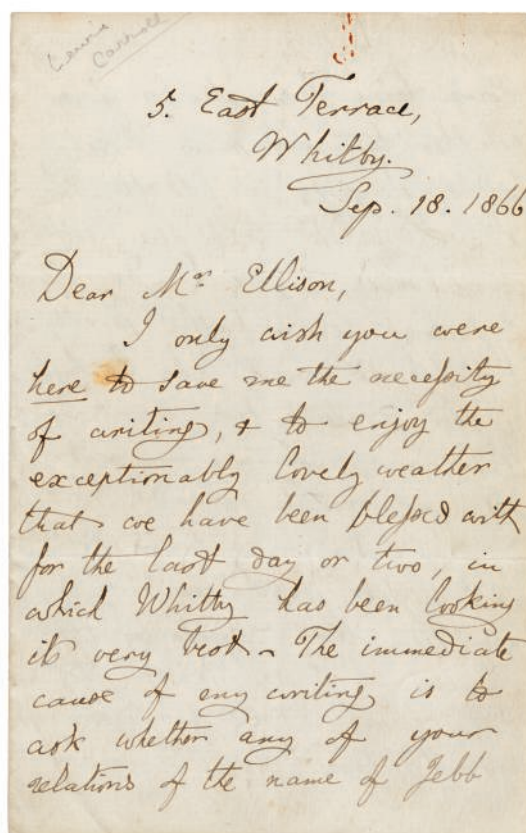 Lewis
Carroll
5. East Terrace,
Whitby.
Sep. 18. 1866
Dear Mrs Ellison,
I only wish you were
here to save me the necessity
of writing, & to enjoy the
exceptionably lovely weather
that we have been blessed with
for the last day or two, in
which Whitby has been looking
its very best - The immediate
cause of my writing is to
ask whether any of your
relations of the name of Jebb